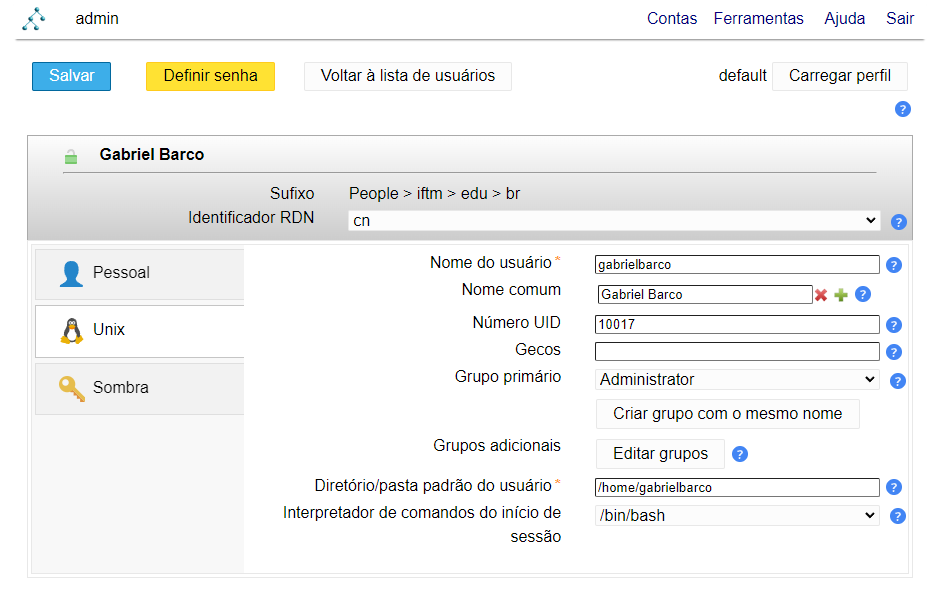 admin Contas Ferramentas Ajuda Sair
Salvar Definir senha Voltar à lista de usuários default Carregar perfil
?
Gabriel Barco
Sufixo People > iftm > edu > br
Identificador RDN cn ?
Pessoal
Unix
Sombra
Nome do usuário* gabrielbarco ?
Nome comum Gabriel Barco ?
Número UID 10017 ?
Gecos ?
Grupo primário Administrator ?
Criar grupo com o mesmo nome
Grupos adicionais Editar grupos ?
Diretório/pasta padrão do usuário* /home/gabrielbarco ?
Interpretador de comandos do início de /bin/bash ?
sessão